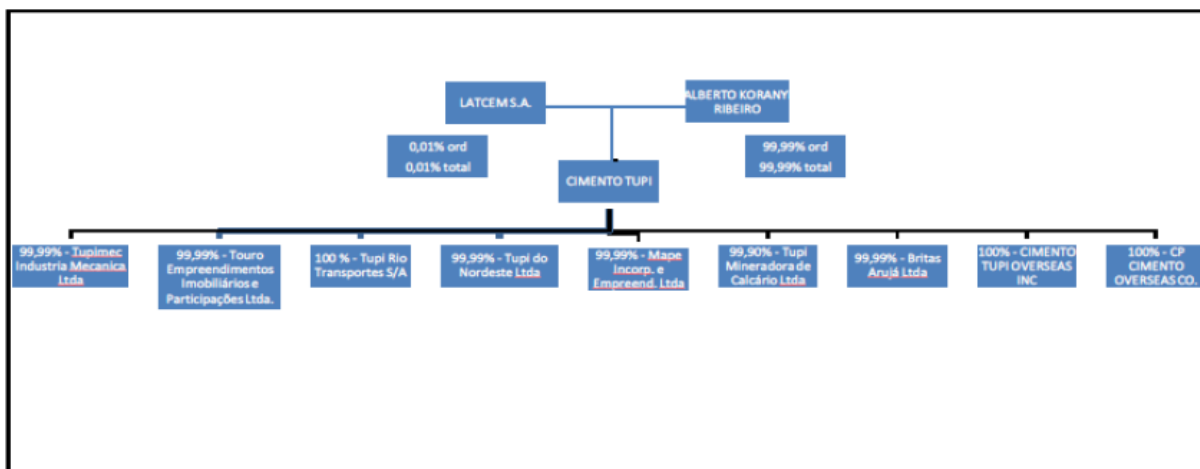 LATCEM S.A.
ALBERTO KORANY
RIBEIRO
0,01% ord
0,01% total
99,99% ord
99,99% total
CIMENTO TUPI
99,99% - Tupimec
Industria Mecanica
Ltda
99,99% - Touro
Empreendimentos
Imobiliários e
Participações Ltda.
100 % - Tupi Rio
Transportes S/A
99,99% - Tupi do
Nordeste Ltda
99,99% - Mape
Incorp. e
Empreend. Ltda
99,90% - Tupi
Mineradora de
Calcário Ltda
99,99% - Britas
Arujá Ltda
100% - CIMENTO
TUPI OVERSEAS
INC
100% - CP
CIMENTO
OVERSEAS CO.